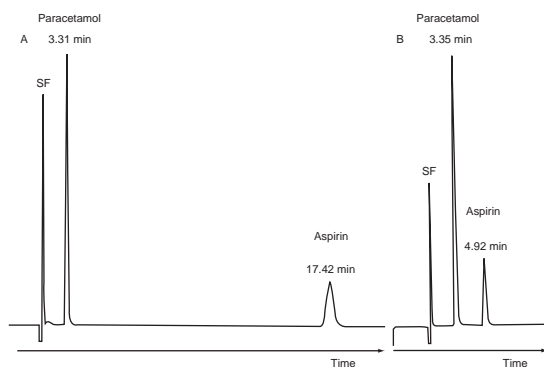 Paracetamol
A 3.31 min
SF
Aspirin
17.42 min
Time
Paracetamol
B 3.35 min
SF
Aspirin
4.92 min
Time